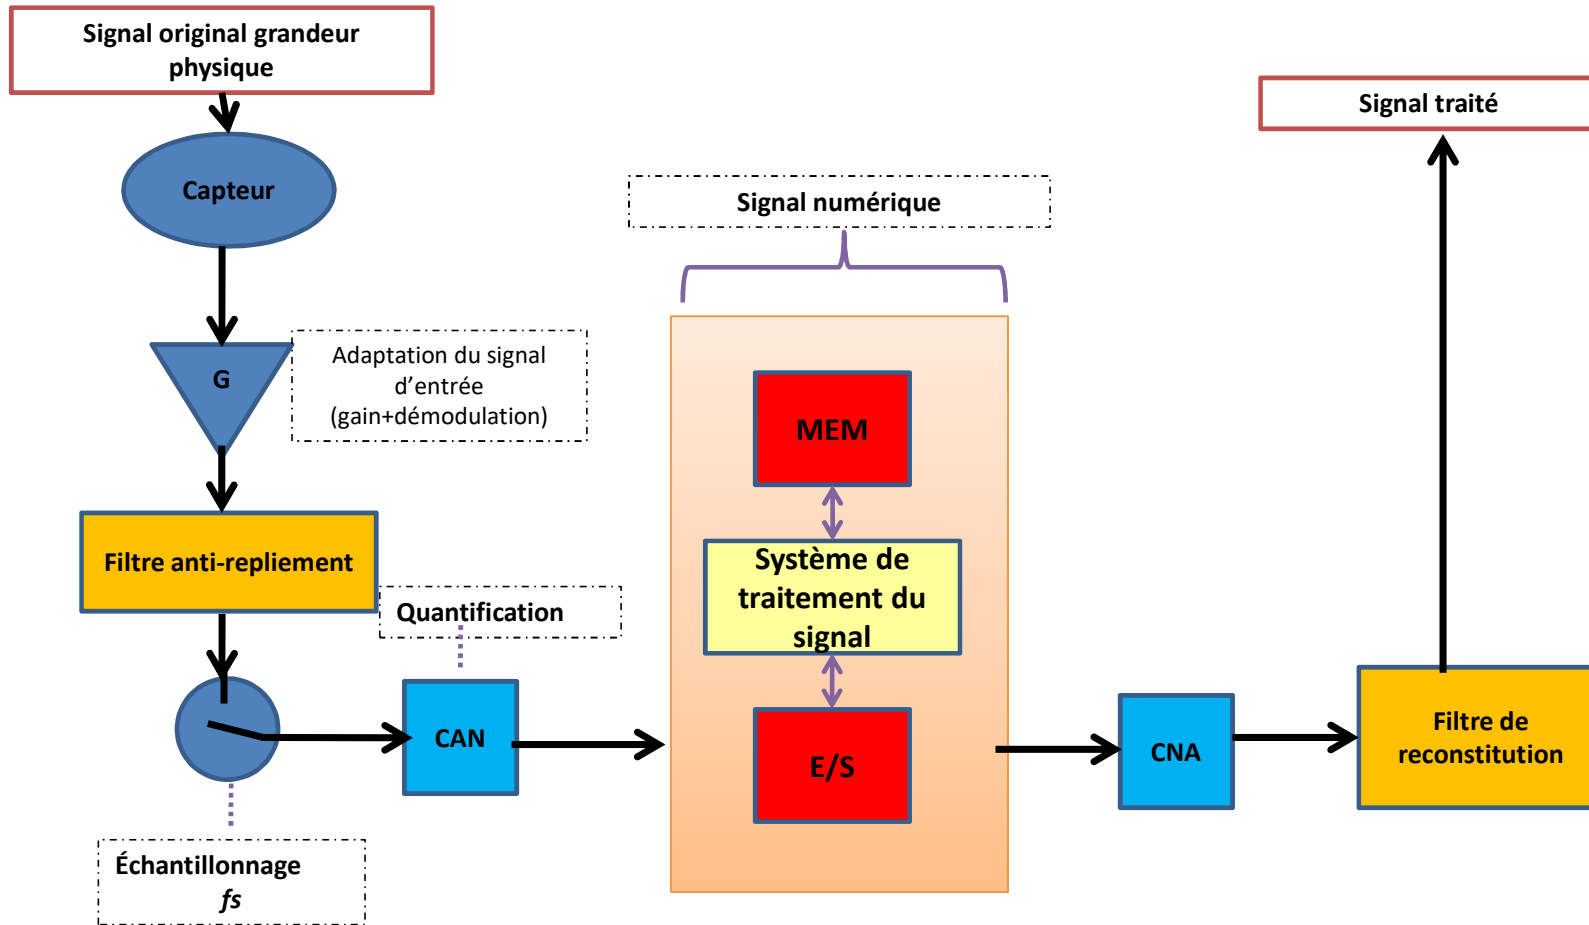 Signal original grandeur
physique
Signal traité
Capteur
Signal numérique
G
Adaptation du signal
d’entrée
(gain+démodulation)
MEM
Filtre anti-repliement
Système de
traitement du
signal
Quantification
CAN
E/S
CNA
Filtre de
reconstitution
Échantillonnage
fs